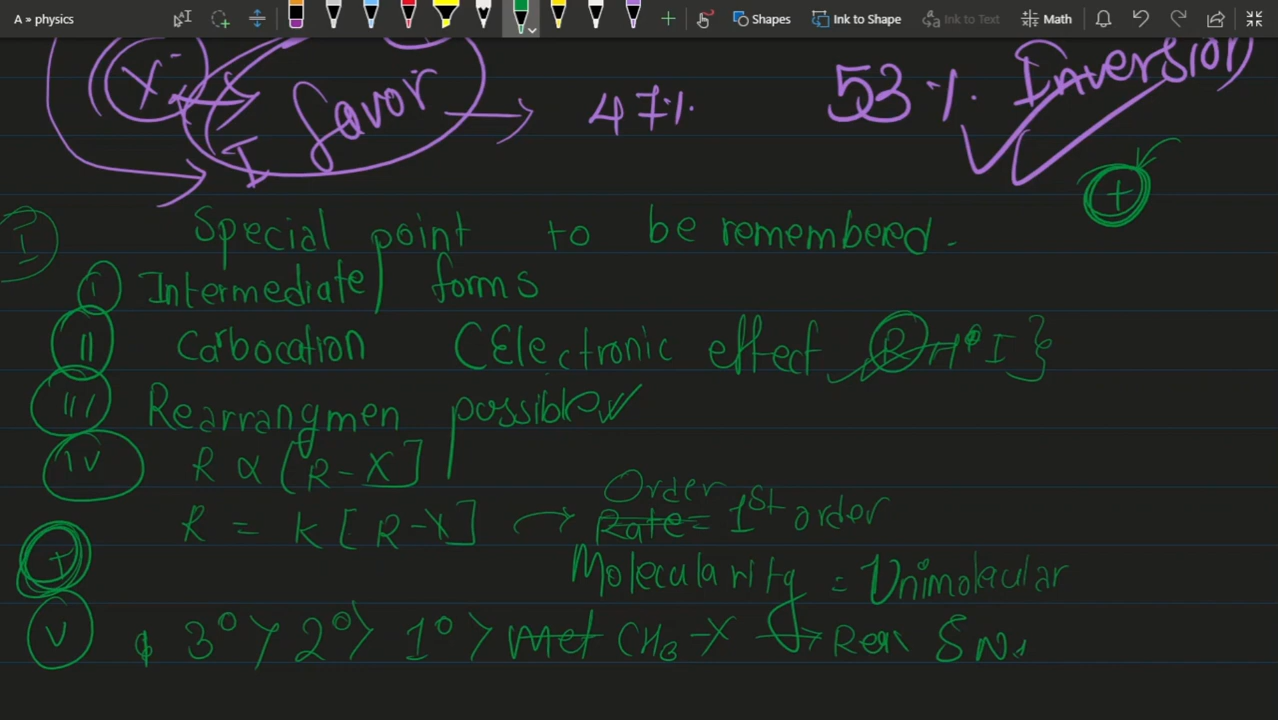 A » physics
Shapes Ink to Shape Ink to Text Math
X⁻ favor → 47% 53% Inversion
I
+
I Special point to be remembered.
I Intermediate forms
II Carbocation (Electronic effect R H I}
III Rearrangmen possible
IV R ∝ [R-X]
R = K [R-X] → Order
Rate = 1st order
I Molecularity = Unimolecular
V 3° > 2° > 1° > Met CH3-X → Rex SN1